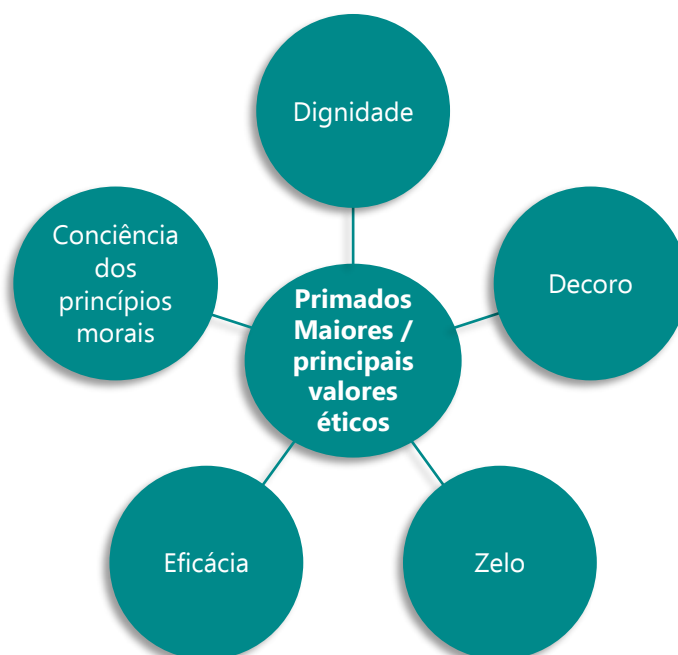 Dignidade
Conciência
dos
princípios
morais
Primados
Maiores /
principais
valores
éticos
Decoro
Eficácia
Zelo